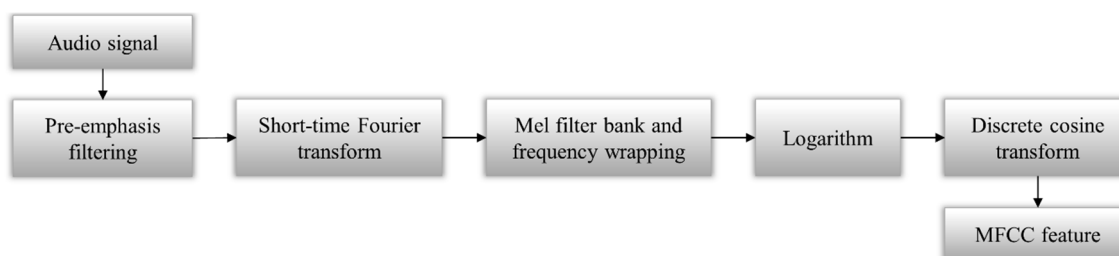 Audio signal
Pre-emphasis
filtering
Short-time Fourier
transform
Mel filter bank and
frequency wrapping
Logarithm
Discrete cosine
transform
MFCC feature